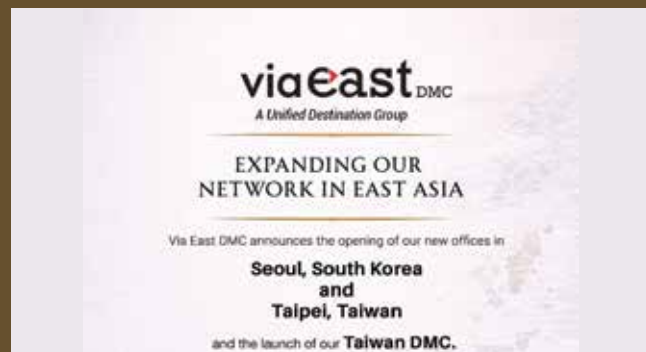 viaeast DMC
A Unified Destination Group
EXPANDING OUR
NETWORK IN EAST ASIA
Via East DMC announces the opening of our new offices in
Seoul, South Korea
and
Taipei, Taiwan
and the launch of our Taiwan DMC.